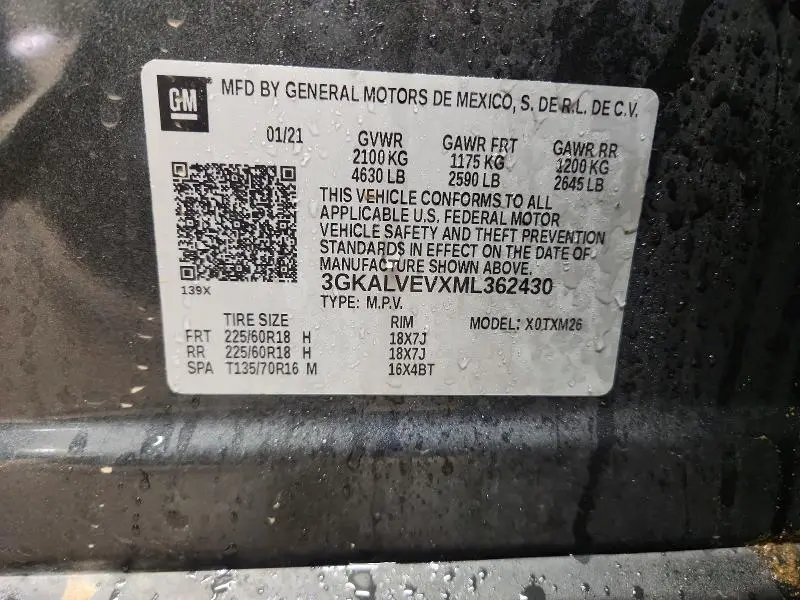 GM
MFD BY GENERAL MOTORS DE MEXICO, S. DE R.L. DE C.V.
01/21 GVWR GAWR FRT GAWR RR
2100 KG 1175 KG 1200 KG
4630 LB 2590 LB 2645 LB
THIS VEHICLE CONFORMS TO ALL
APPLICABLE U.S. FEDERAL MOTOR
VEHICLE SAFETY AND THEFT PREVENTION
STANDARDS IN EFFECT ON THE DATE OF
MANUFACTURE SHOWN ABOVE.
139X 3GKALVEVXML362430
TYPE: M.P.V.
TIRE SIZE RIM MODEL: X0TXM26
FRT 225/60R18 H 18X7J
RR 225/60R18 H 18X7J
SPA T135/70R16 M 16X4BT